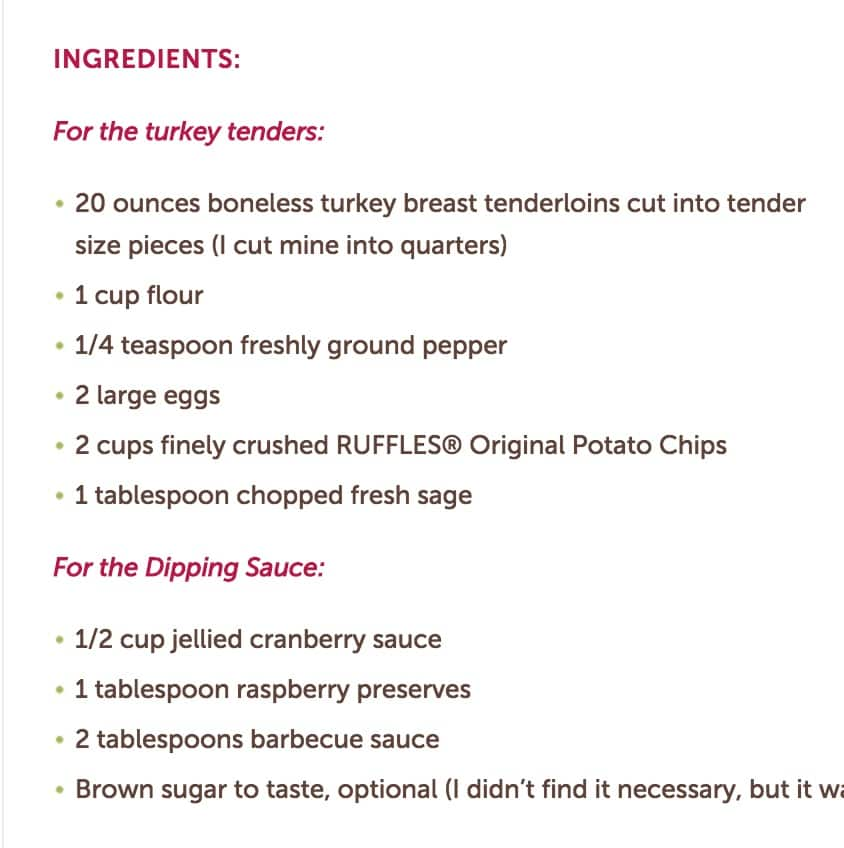 INGREDIENTS:
For the turkey tenders:
• 20 ounces boneless turkey breast tenderloins cut into tender
size pieces (I cut mine into quarters)
• 1 cup flour
• 1/4 teaspoon freshly ground pepper
• 2 large eggs
• 2 cups finely crushed RUFFLES® Original Potato Chips
• 1 tablespoon chopped fresh sage
For the Dipping Sauce:
• 1/2 cup jellied cranberry sauce
• 1 tablespoon raspberry preserves
• 2 tablespoons barbecue sauce
• Brown sugar to taste, optional (I didn’t find it necessary, but it